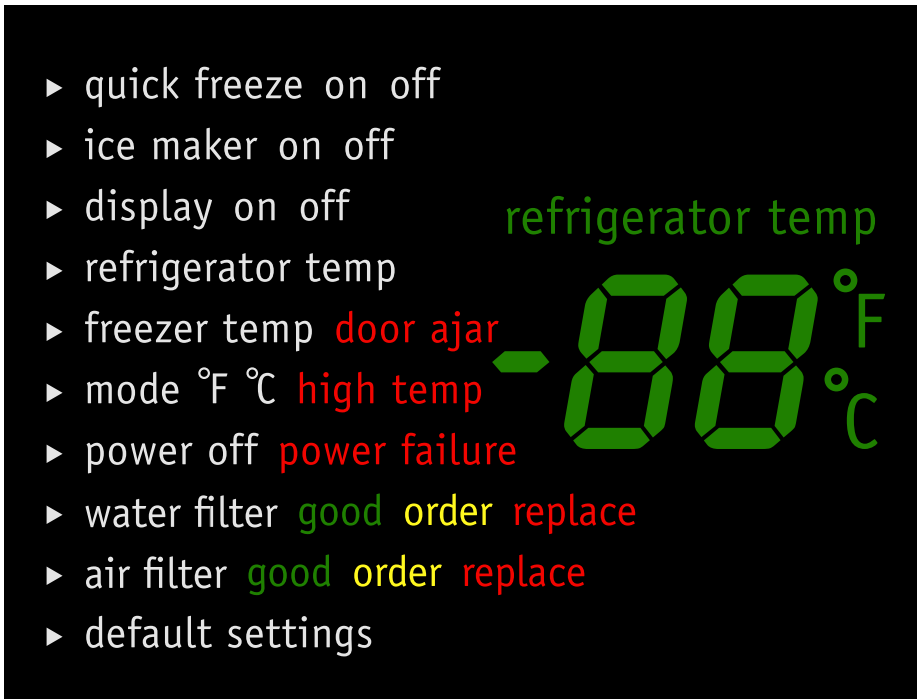 ▶ quick freeze on off
▶ ice maker on off
▶ display on off
▶ refrigerator temp
▶ freezer temp door ajar
▶ mode °F °C high temp
▶ power off power failure
▶ water filter good order replace
▶ air filter good order replace
▶ default settings
refrigerator temp
-88 °F °C